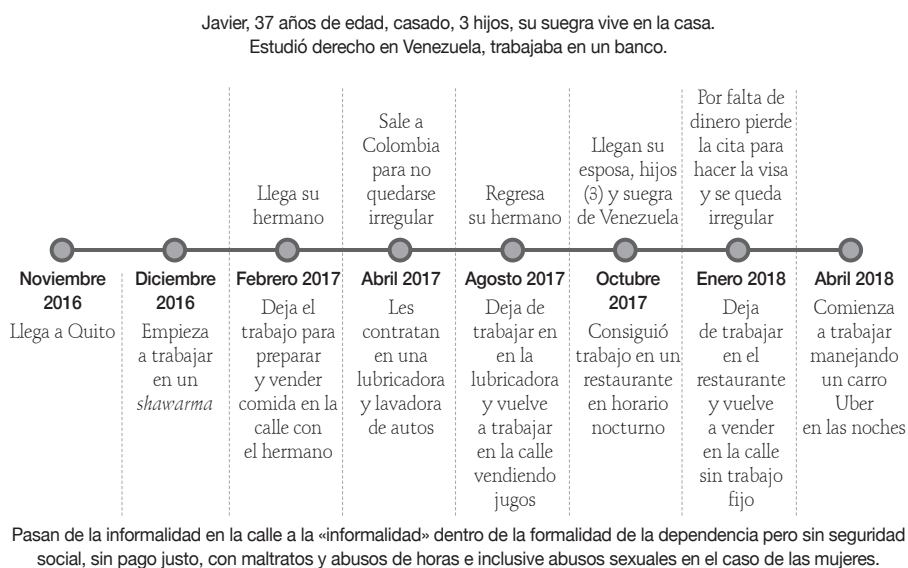 Javier, 37 años de edad, casado, 3 hijos, su suegra vive en la casa.
Estudió derecho en Venezuela, trabajaba en un banco.
Llega su
hermano
Sale a
Colombia
para no
quedarse
irregular
Regresa
su hermano
Llegan su
esposa, hijos
(3) y suegra
de Venezuela
Por falta de
dinero pierde
la cita para
hacer la visa
y se queda
irregular
Noviembre
2016
Llega a Quito
Diciembre
2016
Empieza
a trabajar
en un
shawarma
Febrero 2017
Deja el
trabajo para
preparar
y vender
comida en la
calle con
el hermano
Abril 2017
Les
contratan
en una
lubricadora
y lavadora
de autos
Agosto 2017
Deja de
trabajar en
en la
lubricadora
y vuelve
a trabajar
en la calle
vendiendo
jugos
Octubre
2017
Consiguió
trabajo en un
restaurante
en horario
nocturno
Enero 2018
Deja
de trabajar
en el
restaurante
y vuelve
a vender
en la calle
sin trabajo
fijo
Abril 2018
Comienza
a trabajar
manejando
un carro
Uber
en las noches
Pasan de la informalidad en la calle a la «informalidad» dentro de la formalidad de la dependencia pero sin seguridad
social, sin pago justo, con maltratos y abusos de horas e inclusive abusos sexuales en el caso de las mujeres.